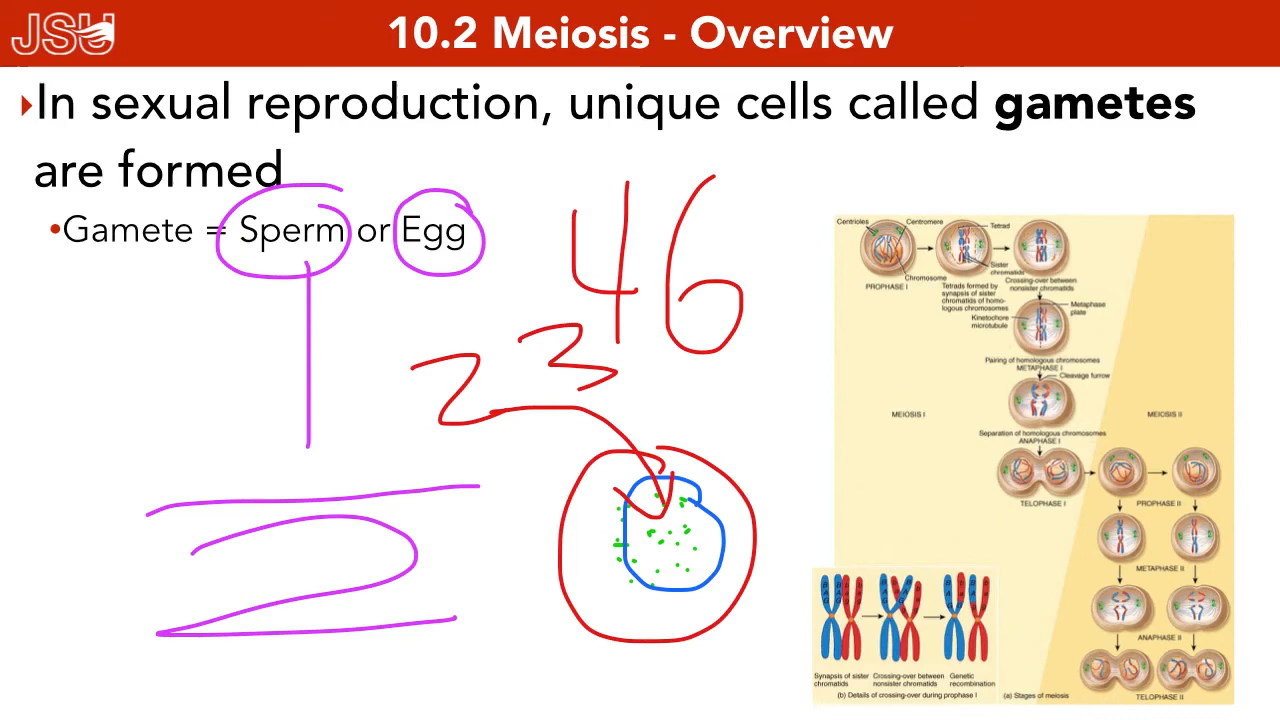 JSU
10.2 Meiosis - Overview
In sexual reproduction, unique cells called gametes
are formed
•Gamete = Sperm or Egg
46
23
1
2
Centrioles
Centromere
Tetrad
Sister
chromatids
Chromosome
PROPHASE I
Tetrads formed by
synapsis of sister
chromatids of homo-
logous chromosomes
Crossing-over between
nonsister chromatids
Kinetochore
microtubule
Metaphase
plate
Pairing of homologous chromosomes
METAPHASE I
Cleavage furrow
MEIOSIS I
MEIOSIS II
Separation of homologous chromosomes
ANAPHASE I
TELOPHASE I
PROPHASE II
METAPHASE II
ANAPHASE II
TELOPHASE II
Synapsis of sister
chromatids
Crossing-over between
nonsister chromatids
Genetic
recombination
(b) Details of crossing-over during prophase I
(a) Stages of meiosis